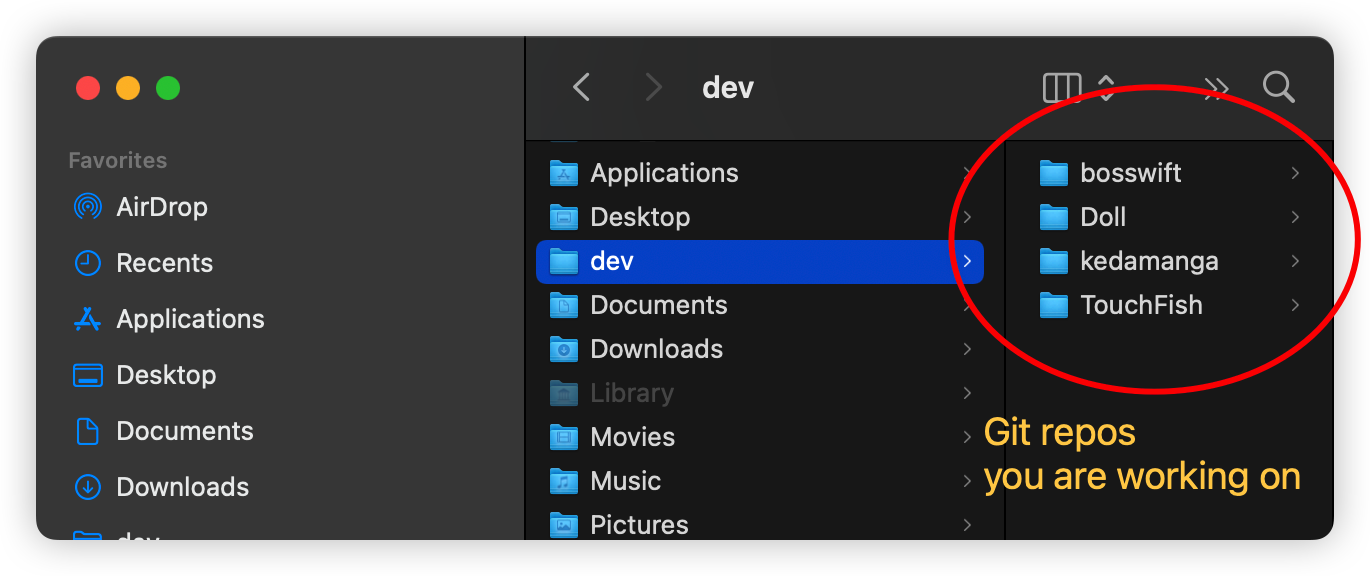 dev
Favorites
AirDrop
Recents
Applications
Desktop
Documents
Downloads
dev
Applications
Desktop
dev
Documents
Downloads
Library
Movies
Music
Pictures
bosswift
Doll
kedamanga
TouchFish
Git repos
you are working on